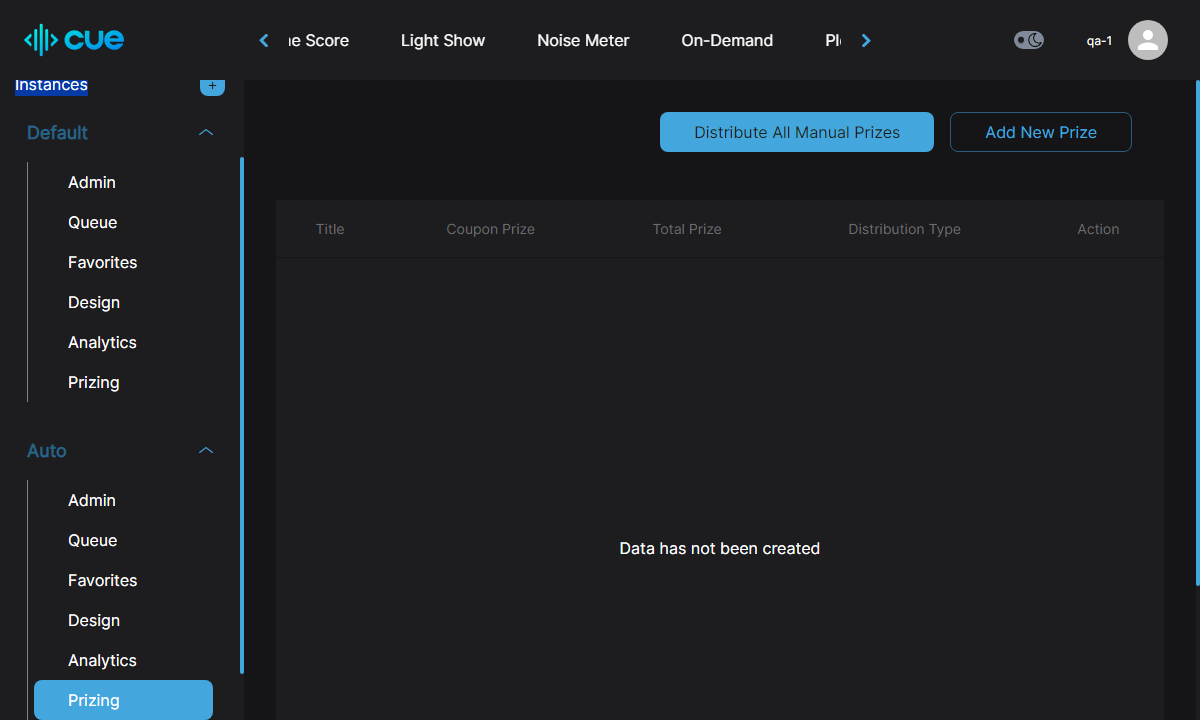 cue
Score
Light Show
Noise Meter
On-Demand
qa-1
Instances
+
Default
Admin
Queue
Favorites
Design
Analytics
Prizing
Auto
Admin
Queue
Favorites
Design
Analytics
Prizing
Distribute All Manual Prizes
Add New Prize
Title
Coupon Prize
Total Prize
Distribution Type
Action
Data has not been created